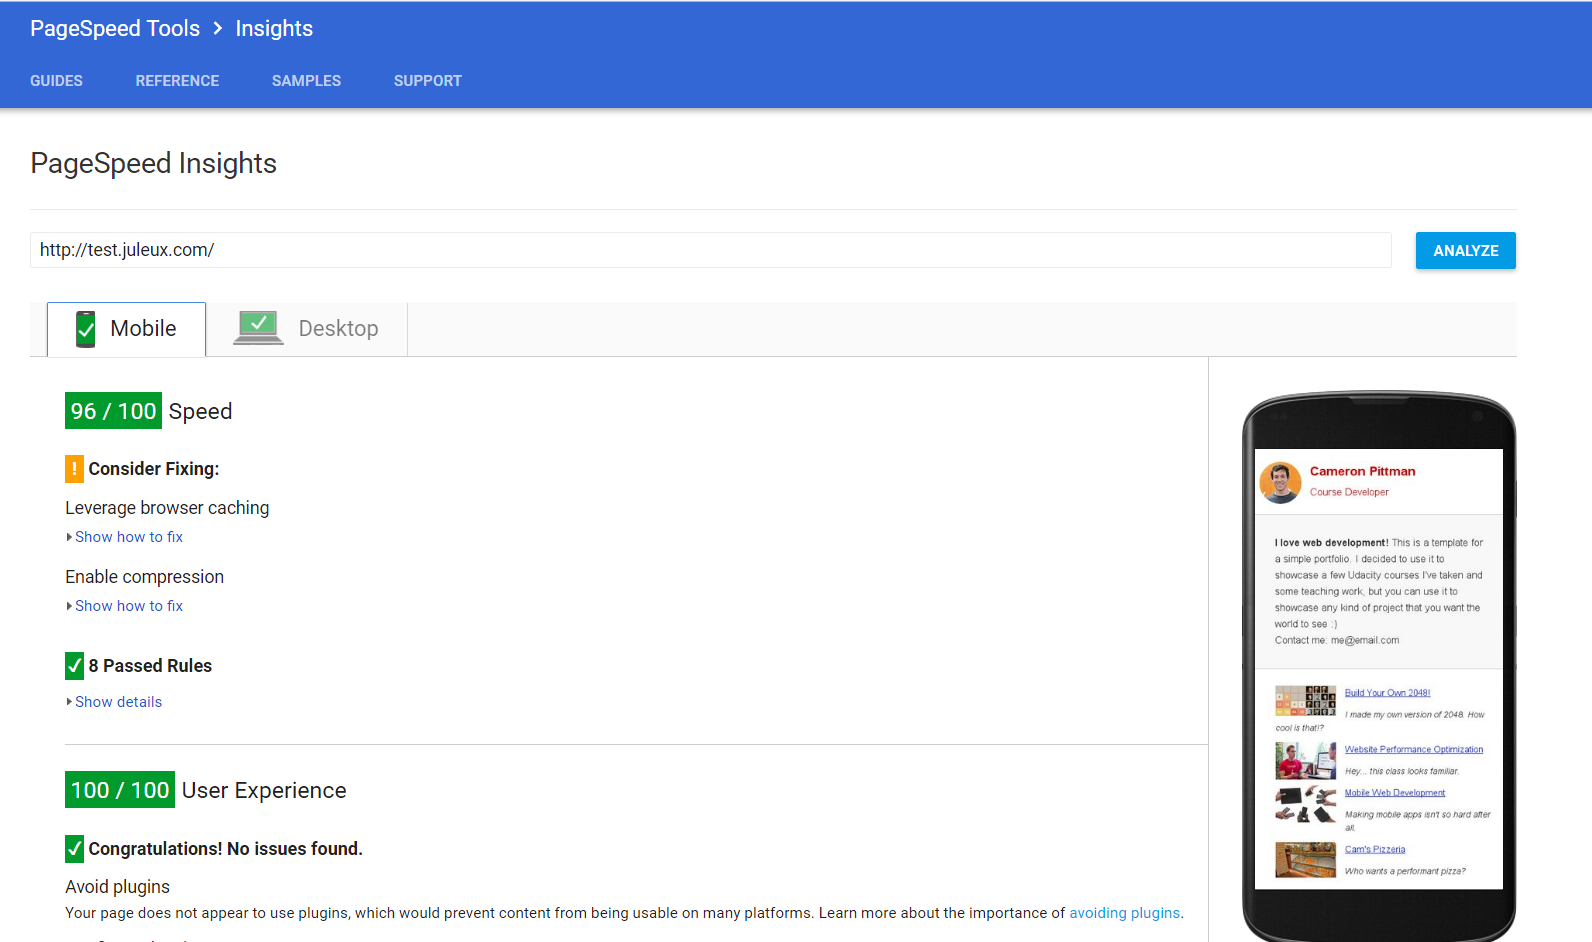 PageSpeed Tools > Insights
GUIDES REFERENCE SAMPLES SUPPORT
PageSpeed Insights
http://test.juleux.com/ ANALYZE
Mobile Desktop
96 / 100 Speed
! Consider Fixing:
Leverage browser caching
Show how to fix
Enable compression
Show how to fix
8 Passed Rules
Show details
100 / 100 User Experience
Congratulations! No issues found.
Avoid plugins
Your page does not appear to use plugins, which would prevent content from being usable on many platforms. Learn more about the importance of avoiding plugins.
Cameron Pittman
Course Developer
I love web development! This is a template for
a simple portfolio. I decided to use it to
showcase a few Udacity courses I've taken and
some teaching work, but you can use it to
showcase any kind of project that you want the
world to see :)
Contact me: me@email.com
Build Your Own 2048!
I made my own version of 2048. How
cool is that!?
Website Performance Optimization
Hey... this class looks familiar.
Mobile Web Development
Making mobile apps isn't so hard after
all.
Cam's Pizzeria
Who wants a performant pizza?